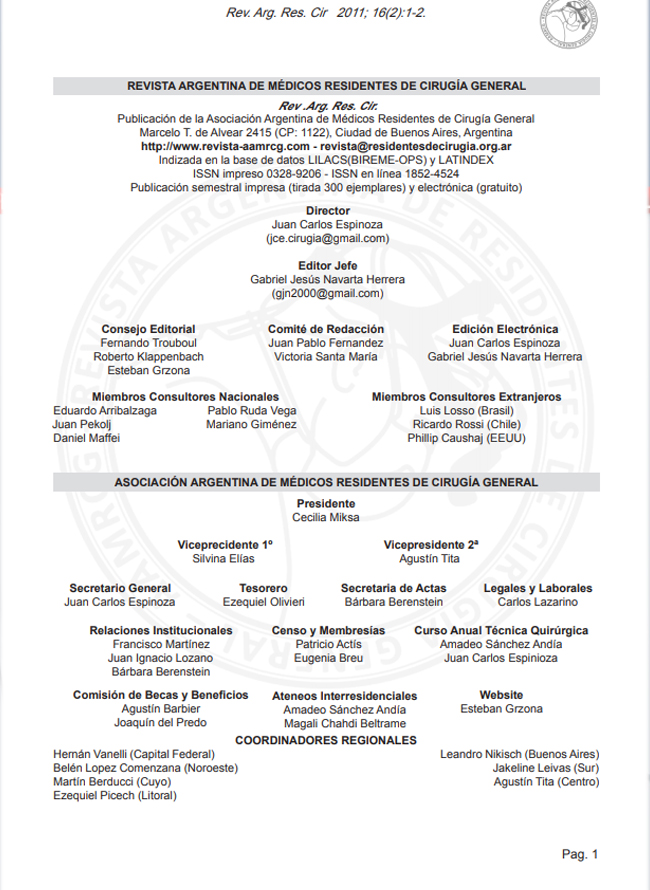 Rev. Arg. Res. Cir 2011; 16(2):1-2.
REVISTA ARGENTINA DE MÉDICOS RESIDENTES DE CIRUGÍA GENERAL
Rev .Arg. Res. Cir.
Publicación de la Asociación Argentina de Médicos Residentes de Cirugía General
Marcelo T. de Alvear 2415 (CP: 1122), Ciudad de Buenos Aires, Argentina
http://www.revista-aamrcg.com - revista@residentesdecirugia.org.ar
Indizada en la base de datos LILACS(BIREME-OPS) y LATINDEX
ISSN impreso 0328-9206 - ISSN en línea 1852-4524
Publicación semestral impresa (tirada 300 ejemplares) y electrónica (gratuito)
Director
Juan Carlos Espinoza
(jce.cirugia@gmail.com)
Editor Jefe
Gabriel Jesús Navarta Herrera
(gjn2000@gmail.com)
Consejo Editorial
Fernando Trouboul
Roberto Klappenbach
Esteban Grzona
Comité de Redacción
Juan Pablo Fernandez
Victoria Santa María
Edición Electrónica
Juan Carlos Espinoza
Gabriel Jesús Navarta Herrera
Miembros Consultores Nacionales
Eduardo Arribalzaga
Juan Pekolj
Daniel Maffei
Pablo Ruda Vega
Mariano Giménez
Miembros Consultores Extranjeros
Luis Losso (Brasil)
Ricardo Rossi (Chile)
Phillip Caushaj (EEUU)
ASOCIACIÓN ARGENTINA DE MÉDICOS RESIDENTES DE CIRUGÍA GENERAL
Presidente
Cecilia Miksa
Viceprecidente 1º
Silvina Elías
Vicepresidente 2ª
Agustín Tita
Secretario General
Juan Carlos Espinoza
Tesorero
Ezequiel Olivieri
Secretaria de Actas
Bárbara Berenstein
Legales y Laborales
Carlos Lazarino
Relaciones Institucionales
Francisco Martínez
Juan Ignacio Lozano
Bárbara Berenstein
Censo y Membresías
Patricio Actís
Eugenia Breu
Curso Anual Técnica Quirúrgica
Amadeo Sánchez Andía
Juan Carlos Espinioza
Comisión de Becas y Beneficios
Agustín Barbier
Joaquín del Predo
Ateneos Interresidenciales
Amadeo Sánchez Andía
Magali Chahdi Beltrame
Website
Esteban Grzona
COORDINADORES REGIONALES
Hernán Vanelli (Capital Federal)
Belén Lopez Comenzana (Noroeste)
Martín Berducci (Cuyo)
Ezequiel Picech (Litoral)
Leandro Nikisch (Buenos Aires)
Jakeline Leivas (Sur)
Agustín Tita (Centro)
Pag. 1